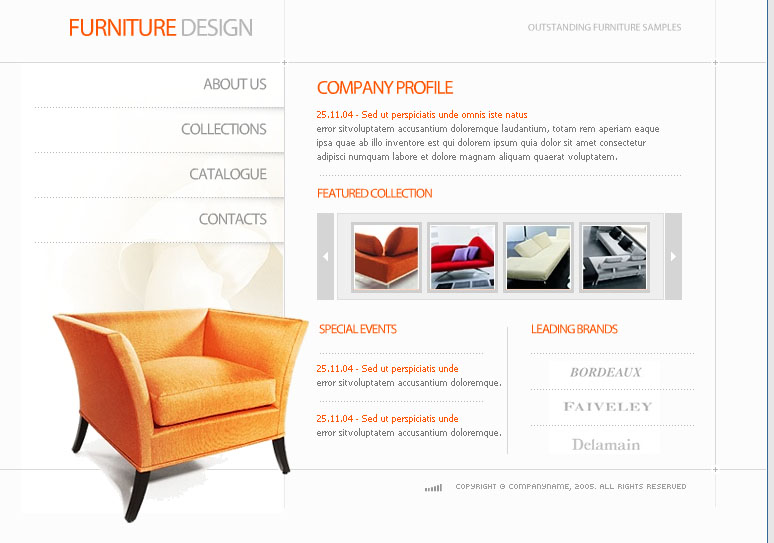 FURNITURE DESIGN
OUTSTANDING FURNITURE SAMPLES
ABOUT US
COLLECTIONS
CATALOGUE
CONTACTS
COMPANY PROFILE
25.11.04 - Sed ut perspiciatis unde omnis iste natus
error sitvoluptatem accusantium doloremque laudantium, totam rem aperiam eaque
ipsa quae ab illo inventore est qui dolorem ipsum quia dolor sit amet consectetur
adipisci numquam labore et dolore magnam aliquam quaerat voluptatem.
FEATURED COLLECTION
SPECIAL EVENTS
25.11.04 - Sed ut perspiciatis unde
error sitvoluptatem accusantium doloremque.
25.11.04 - Sed ut perspiciatis unde
error sitvoluptatem accusantium doloremque.
LEADING BRANDS
BORDEAUX
FAIVELEY
Delamain
COPYRIGHT © COMPANYNAME, 2005. ALL RIGHTS RESERVED